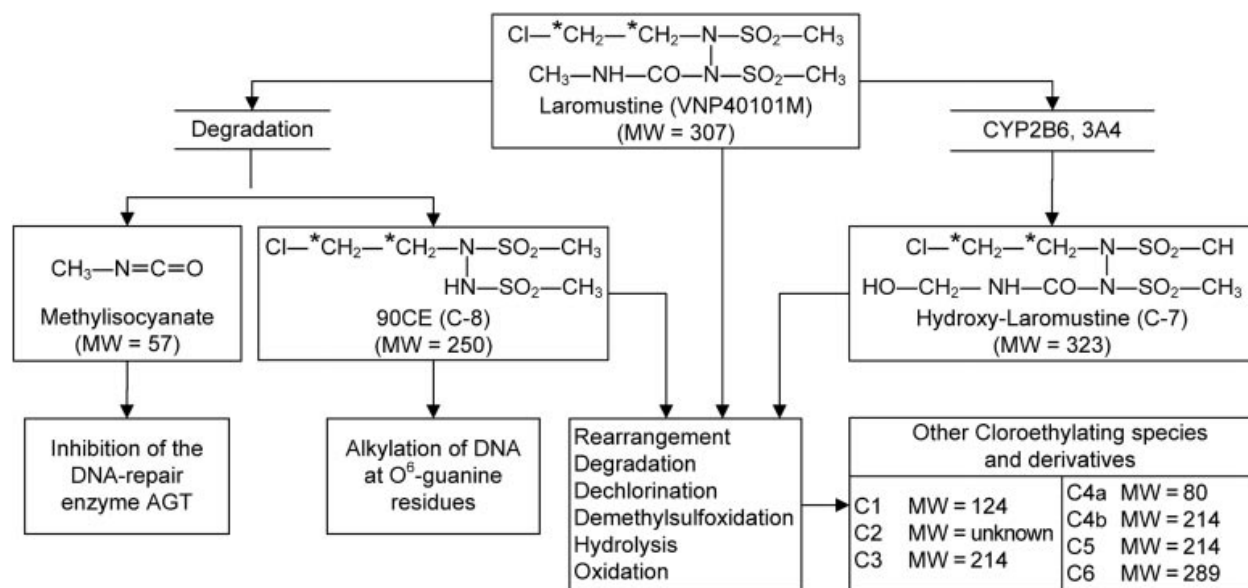 Cl—*CH₂—*CH₂—N—SO₂—CH₃
CH₃—NH—CO—N—SO₂—CH₃
Laromustine (VNP40101M)
(MW = 307)
Degradation
CYP2B6, 3A4
CH₃—N=C=O
Methylisocyanate
(MW = 57)
Cl—*CH₂—*CH₂—N—SO₂—CH₃
HN—SO₂—CH₃
90CE (C-8)
(MW = 250)
Cl—*CH₂—*CH₂—N—SO₂—CH
HO—CH₂—NH—CO—N—SO₂—CH₃
Hydroxy-Laromustine (C-7)
(MW = 323)
Inhibition of the
DNA-repair
enzyme AGT
Alkylation of DNA
at O⁶-guanine
residues
Rearrangement
Degradation
Dechlorination
Demethylsulfoxidation
Hydrolysis
Oxidation
Other Cloroethylating species
and derivatives
C1 MW = 124
C2 MW = unknown
C3 MW = 214
C4a MW = 80
C4b MW = 214
C5 MW = 214
C6 MW = 289